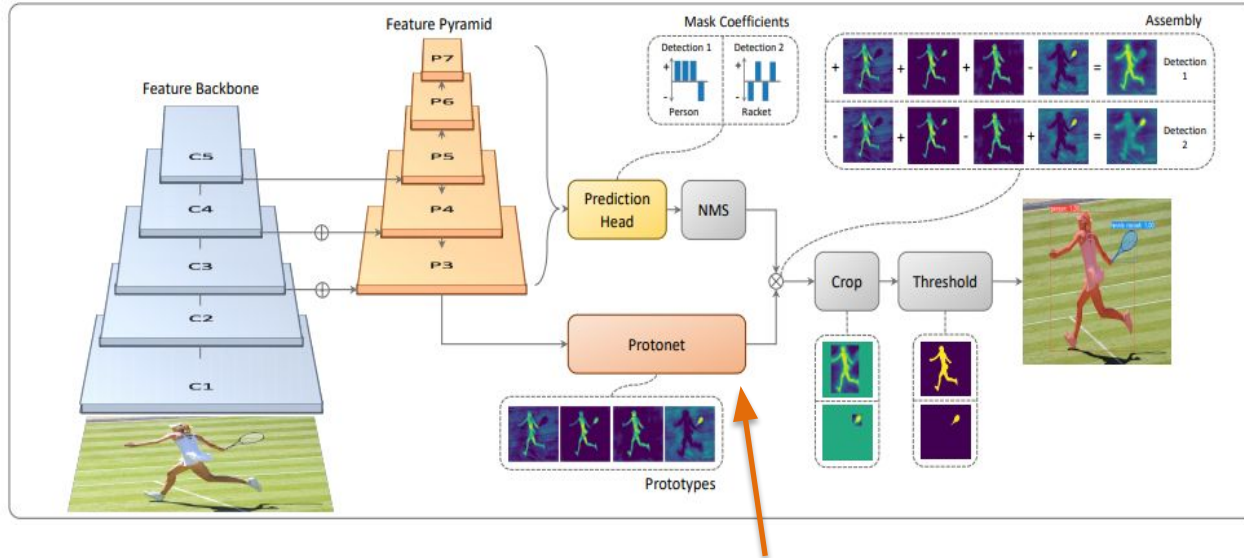 Feature Backbone
C5
C4
C3
C2
C1
Feature Pyramid
P7
P6
P5
P4
P3
Mask Coefficients
Detection 1
Detection 2
+
-
+
-
Person
Racket
Prediction
Head
NMS
Protonet
Prototypes
Assembly
+ + + - = Detection
1
- + - + = Detection
2
Crop
Threshold